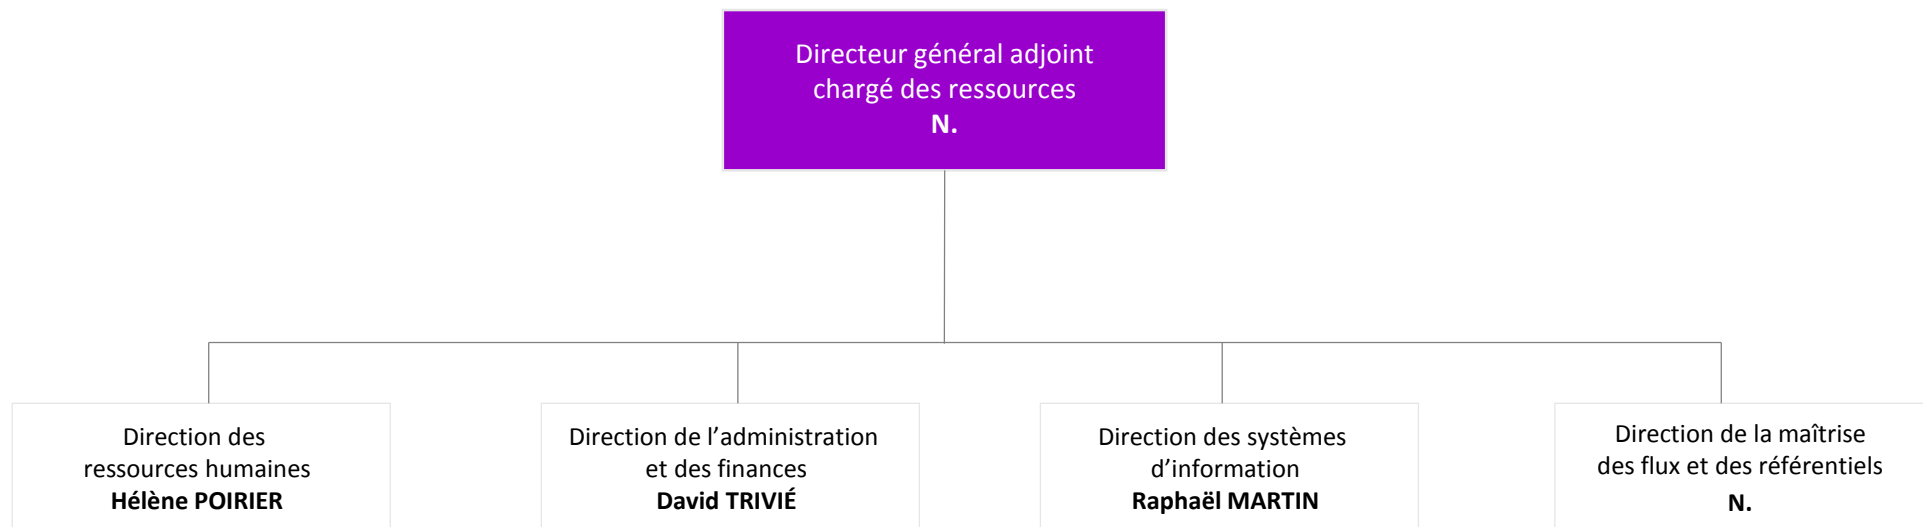 Directeur général adjoint
chargé des ressources
N.
Direction des
ressources humaines
Hélène POIRIER
Direction de l’administration
et des finances
David TRIVIÉ
Direction des systèmes
d’information
Raphaël MARTIN
Direction de la maîtrise
des flux et des référentiels
N.